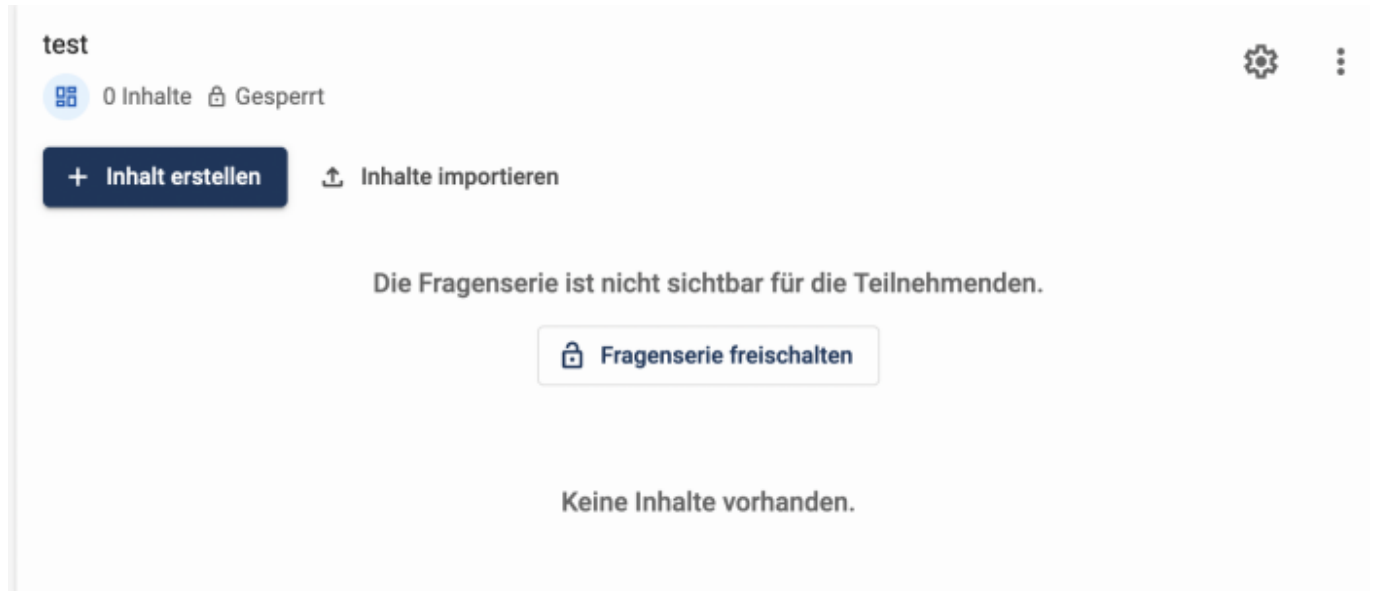 test
0 Inhalte Gesperrt
+ Inhalt erstellen Inhalte importieren
Die Fragenserie ist nicht sichtbar für die Teilnehmenden.
Fragenserie freischalten
Keine Inhalte vorhanden.